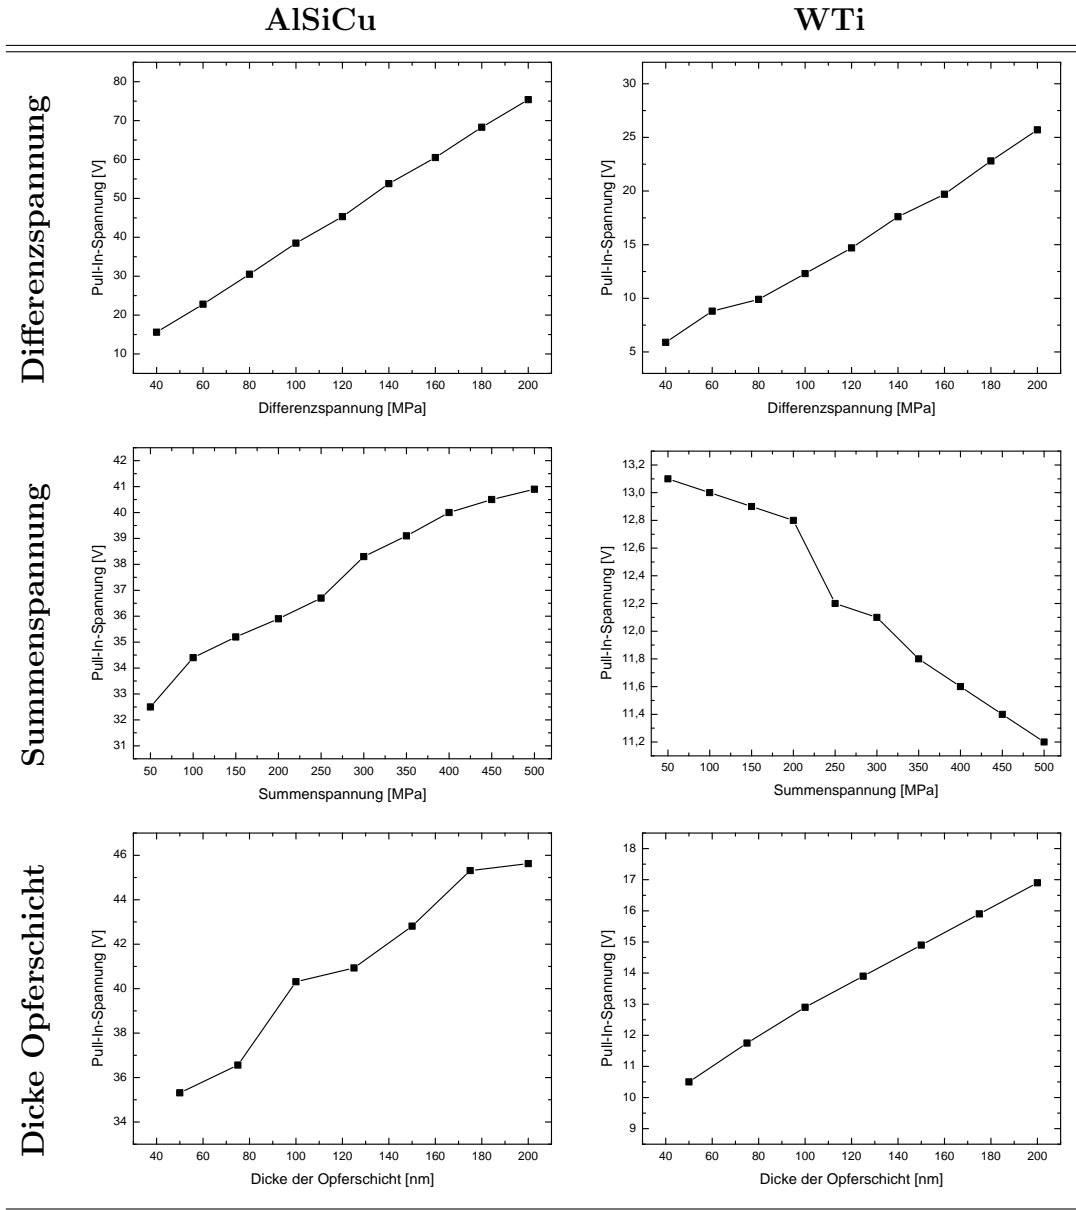 AlSiCu WTi
Differenzspannung
80
70
60
50
40
30
20
10
Pull-In-Spannung [V]
40 60 80 100 120 140 160 180 200
Differenzspannung [MPa]
30
25
20
15
10
5
Pull-In-Spannung [V]
40 60 80 100 120 140 160 180 200
Differenzspannung [MPa]
Summenspannung
42
41
40
39
38
37
36
35
34
33
32
31
Pull-In-Spannung [V]
50 100 150 200 250 300 350 400 450 500
Summenspannung [MPa]
13,2
13,0
12,8
12,6
12,4
12,2
12,0
11,8
11,6
11,4
11,2
Pull-In-Spannung [V]
50 100 150 200 250 300 350 400 450 500
Summenspannung [MPa]
Dicke Opferschicht
46
44
42
40
38
36
34
Pull-In-Spannung [V]
40 60 80 100 120 140 160 180 200
Dicke der Opferschicht [nm]
18
17
16
15
14
13
12
11
10
9
Pull-In-Spannung [V]
40 60 80 100 120 140 160 180 200
Dicke der Opferschicht [nm]